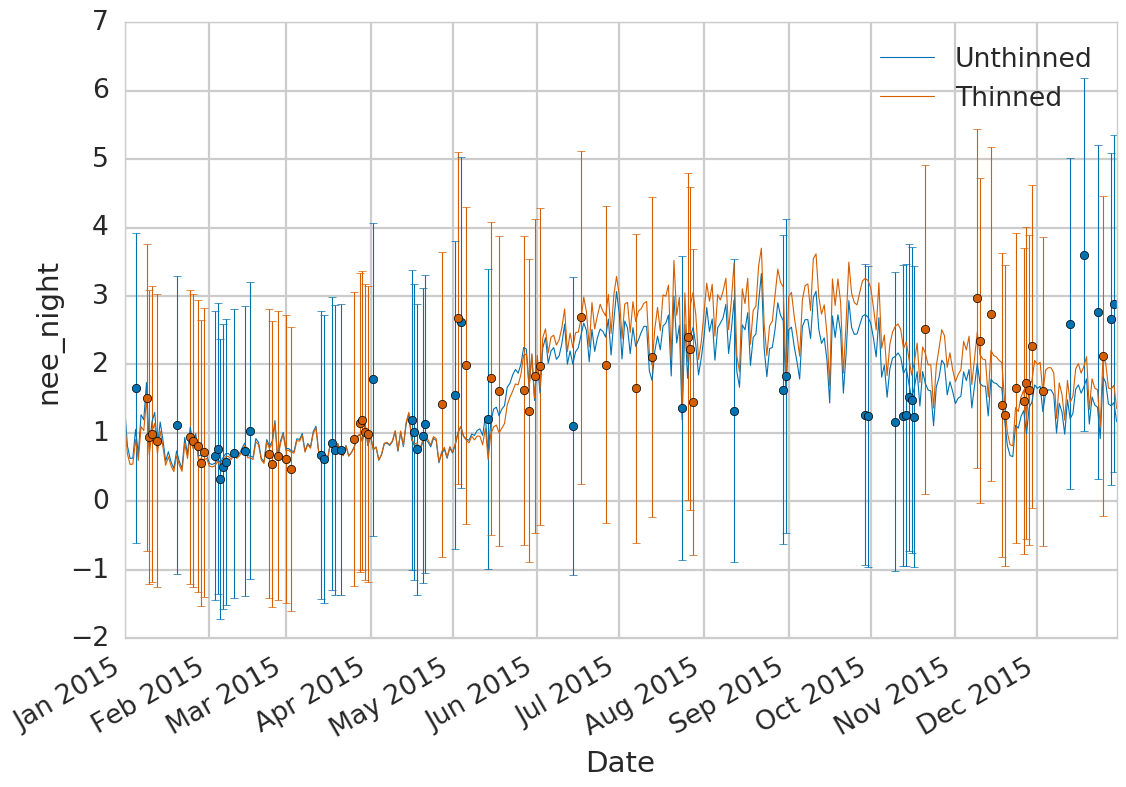 7
6
5
4
3
2
1
0
−1
−2
nee_night
Unthinned
Thinned
Jan 2015
Feb 2015
Mar 2015
Apr 2015
May 2015
Jun 2015
Jul 2015
Aug 2015
Sep 2015
Oct 2015
Nov 2015
Dec 2015
Date